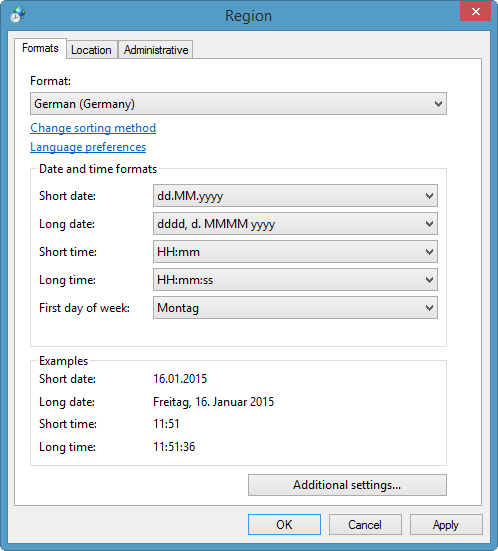 Region
Formats Location Administrative
Format:
German (Germany)
Change sorting method
Language preferences
Date and time formats
Short date: dd.MM.yyyy
Long date: dddd, d. MMMM yyyy
Short time: HH:mm
Long time: HH:mm:ss
First day of week: Montag
Examples
Short date: 16.01.2015
Long date: Freitag, 16. Januar 2015
Short time: 11:51
Long time: 11:51:36
Additional settings...
OK Cancel Apply